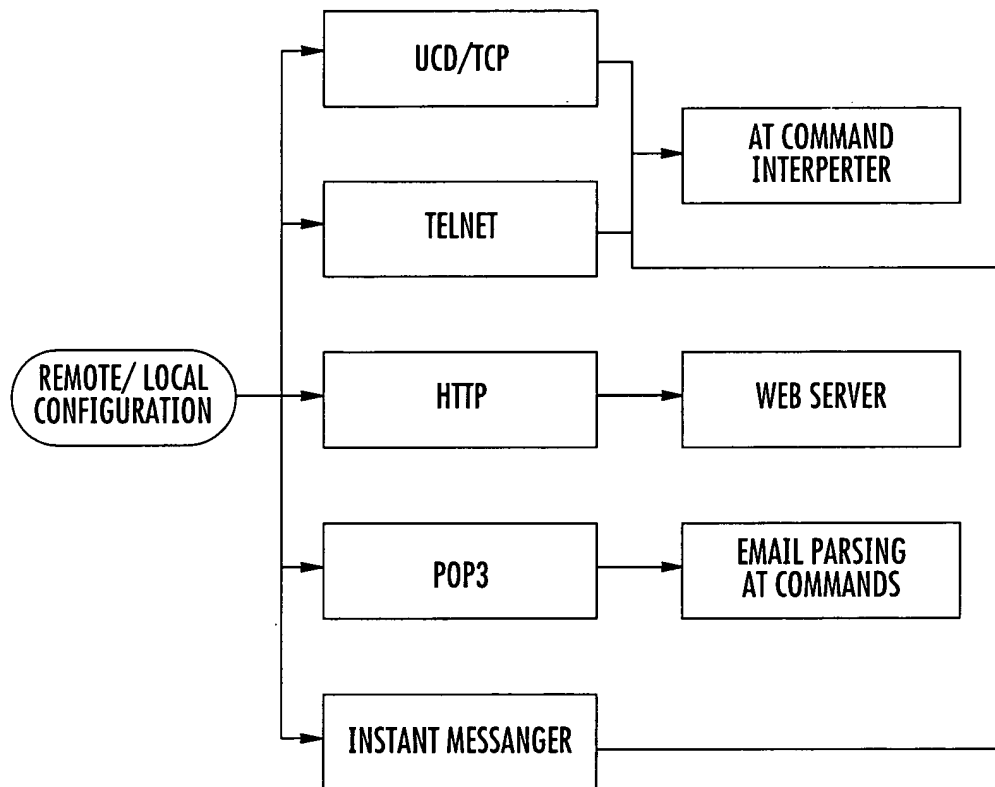 UCD/TCP
AT COMMAND
INTERPERTER
TELNET
REMOTE/ LOCAL
CONFIGURATION
HTTP
WEB SERVER
POP3
EMAIL PARSING
AT COMMANDS
INSTANT MESSANGER